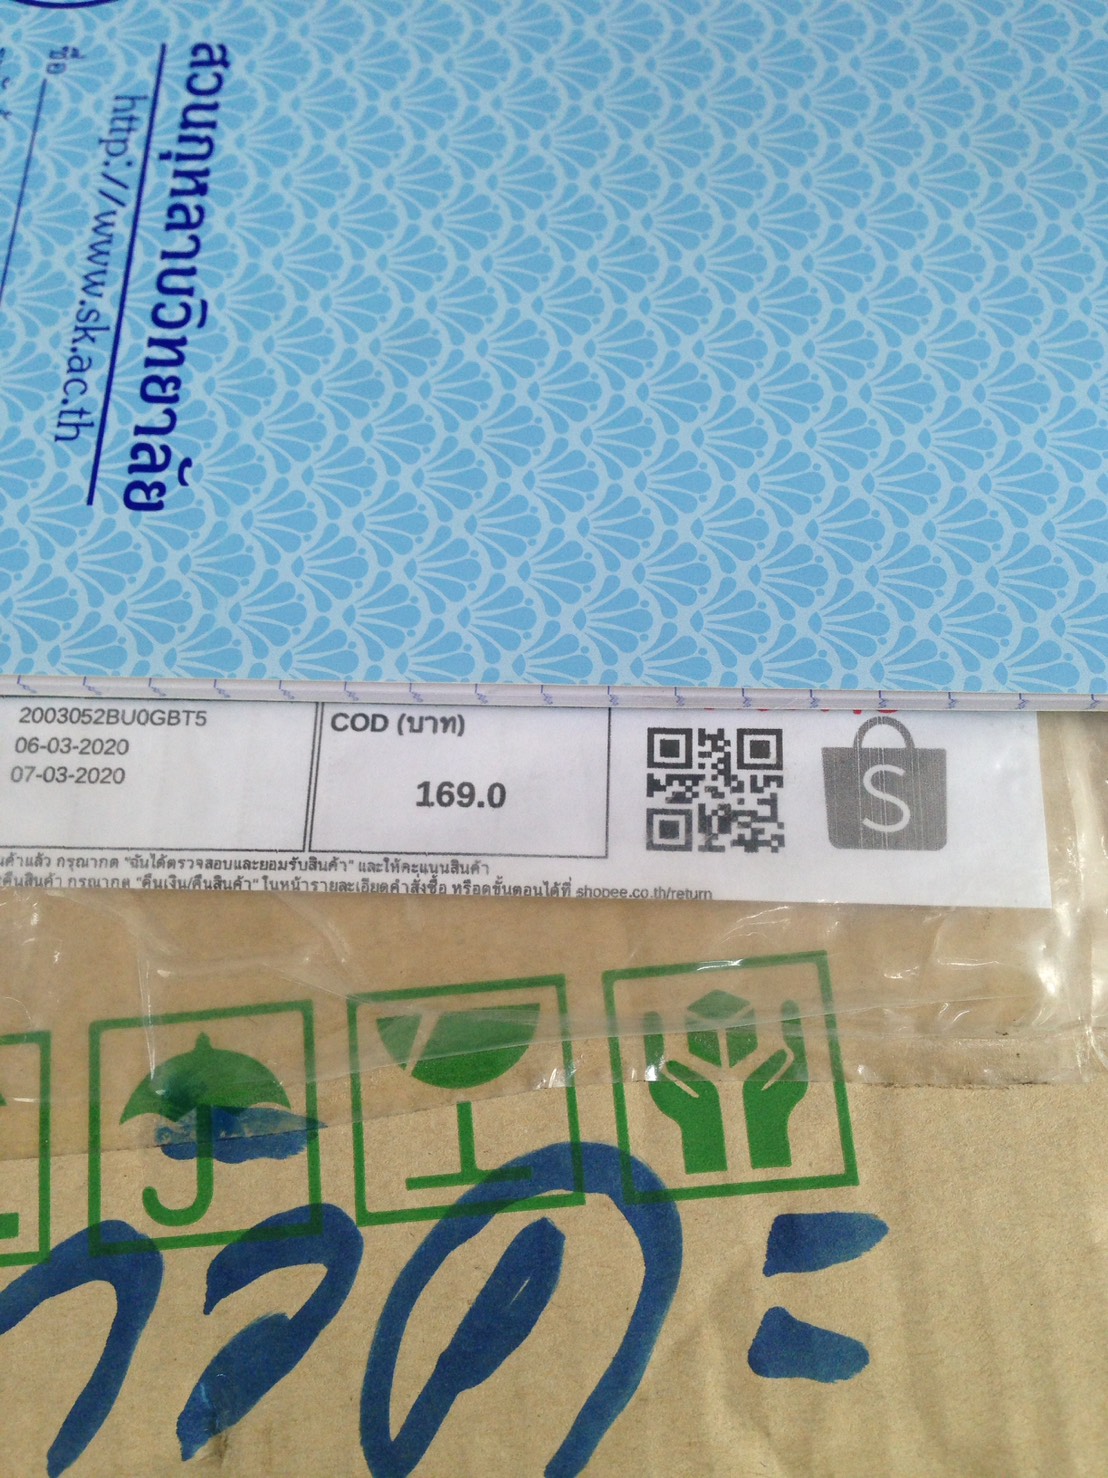 สวนกุหลาบวิทยาลัย
http://www.sk.ac.th
ชื่อ
2003052BU0GBT5
06-03-2020
07-03-2020
COD (บาท)
169.0
S
แล้ว กรุณากด "ฉันได้ตรวจสอบและยอมรับสินค้า" และให้คะแนนสินค้า
คืนสินค้า กรุณากด "คืนเงิน/คืนสินค้า" ในหน้ารายละเอียดคำสั่งซื้อ หรือดูขั้นตอนได้ที่ shopee.co.th/return